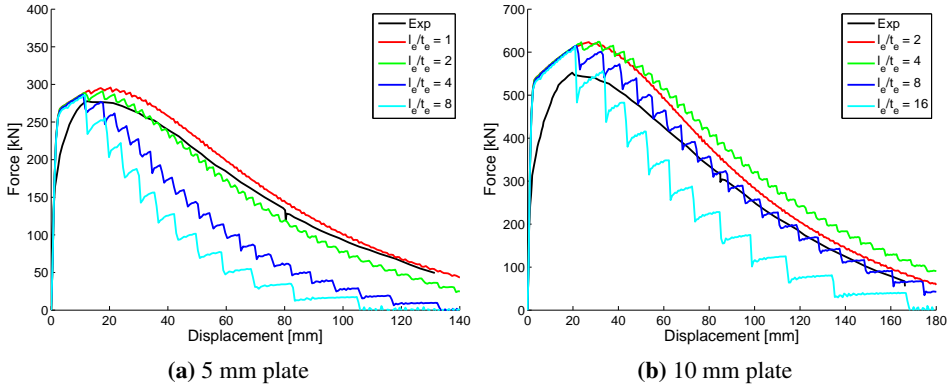 400
350
300
250
200
150
100
50
0
Force [kN]
0 20 40 60 80 100 120 140
Displacement [mm]
Exp
l_e/t_e = 1
l_e/t_e = 2
l_e/t_e = 4
l_e/t_e = 8
(a) 5 mm plate
700
600
500
400
300
200
100
0
Force [kN]
0 20 40 60 80 100 120 140 160 180
Displacement [mm]
Exp
l_e/t_e = 2
l_e/t_e = 4
l_e/t_e = 8
l_e/t_e = 16
(b) 10 mm plate